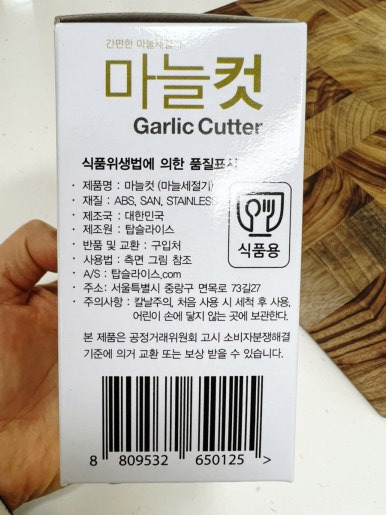 간편한 마늘세절기
마늘컷
Garlic Cutter
식품위생법에 의한 품질표시
· 제품명 : 마늘컷 (마늘세절기)
· 재질 : ABS, SAN, STAINLESS
· 제조국 : 대한민국
· 제조원 : 탑슬라이스
· 반품 및 교환 : 구입처
· 사용법 : 측면 그림 참조
· A/S : 탑슬라이스.com
· 주소: 서울특별시 중랑구 면목로 73길27
· 주의사항 : 칼날주의, 처음 사용 시 세척 후 사용,
어린이 손에 닿지 않는 곳에 보관한다.
식품용
본 제품은 공정거래위원회 고시 소비자분쟁해결
기준에 의거 교환 또는 보상 받을 수 있습니다.
8 809532 650125 >